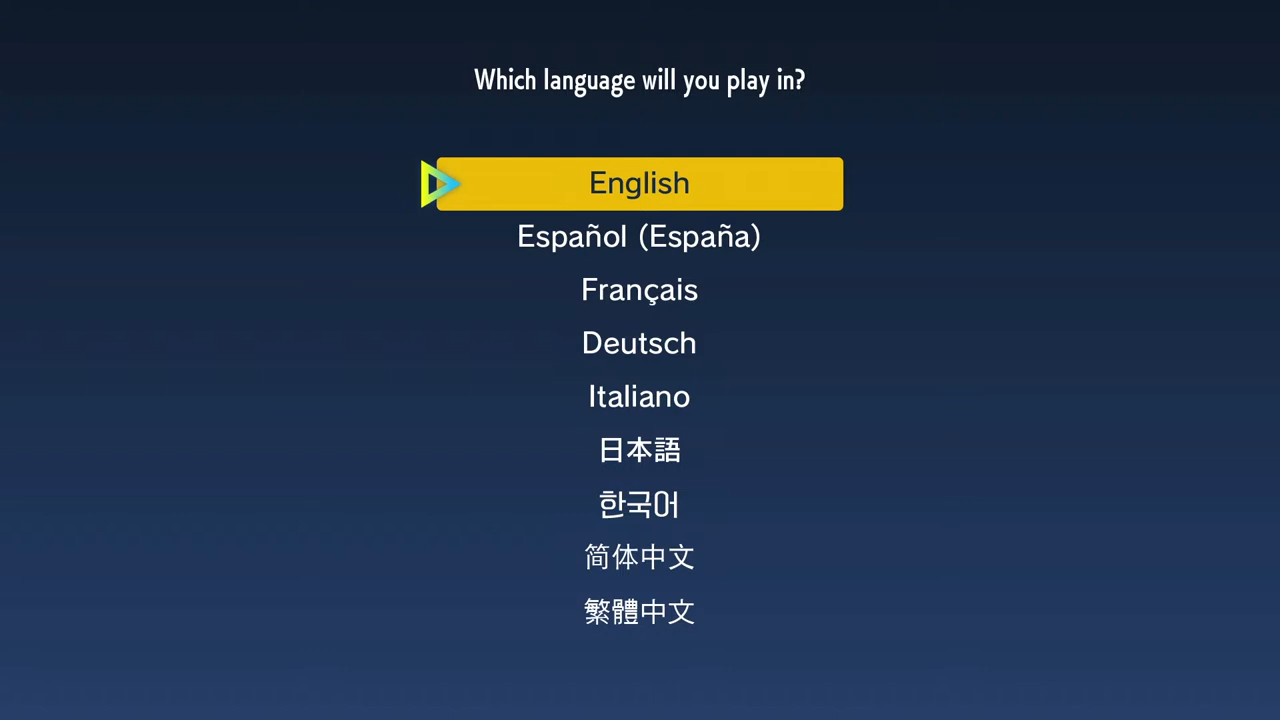 Which language will you play in?
English
Español (España)
Français
Deutsch
Italiano
日本語
한국어
简体中文
繁體中文